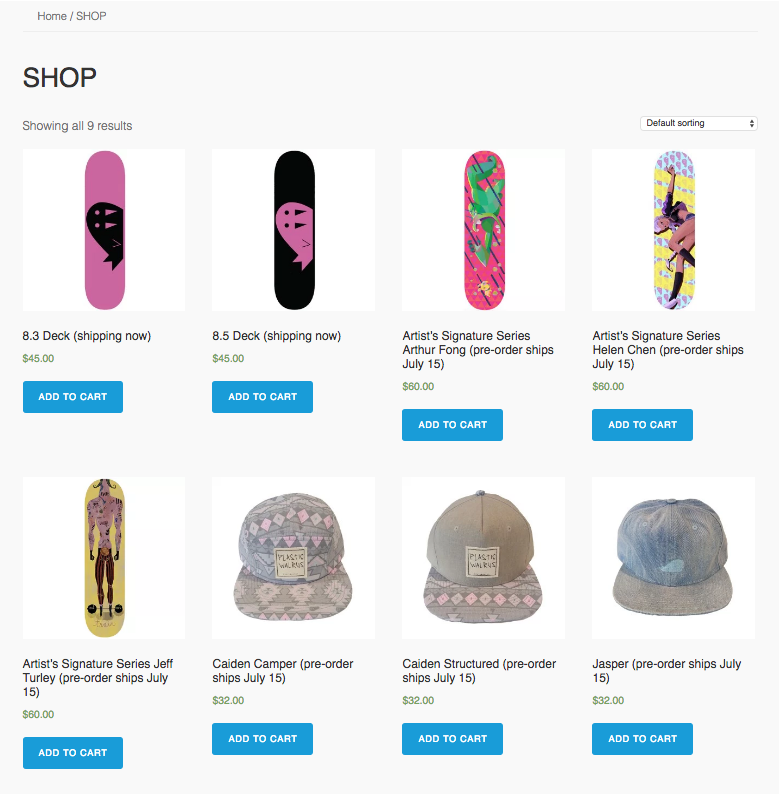 Home / SHOP
SHOP
Showing all 9 results
Default sorting
8.3 Deck (shipping now)
$45.00
ADD TO CART
8.5 Deck (shipping now)
$45.00
ADD TO CART
Artist's Signature Series
Arthur Fong (pre-order ships
July 15)
$60.00
ADD TO CART
Artist's Signature Series
Helen Chen (pre-order ships
July 15)
$60.00
ADD TO CART
Artist's Signature Series Jeff
Turley (pre-order ships July
15)
$60.00
ADD TO CART
PLASTIC
WALRUS
Caiden Camper (pre-order
ships July 15)
$32.00
ADD TO CART
PLASTIC
WALRUS
Caiden Structured (pre-order
ships July 15)
$32.00
ADD TO CART
Jasper (pre-order ships July
15)
$32.00
ADD TO CART